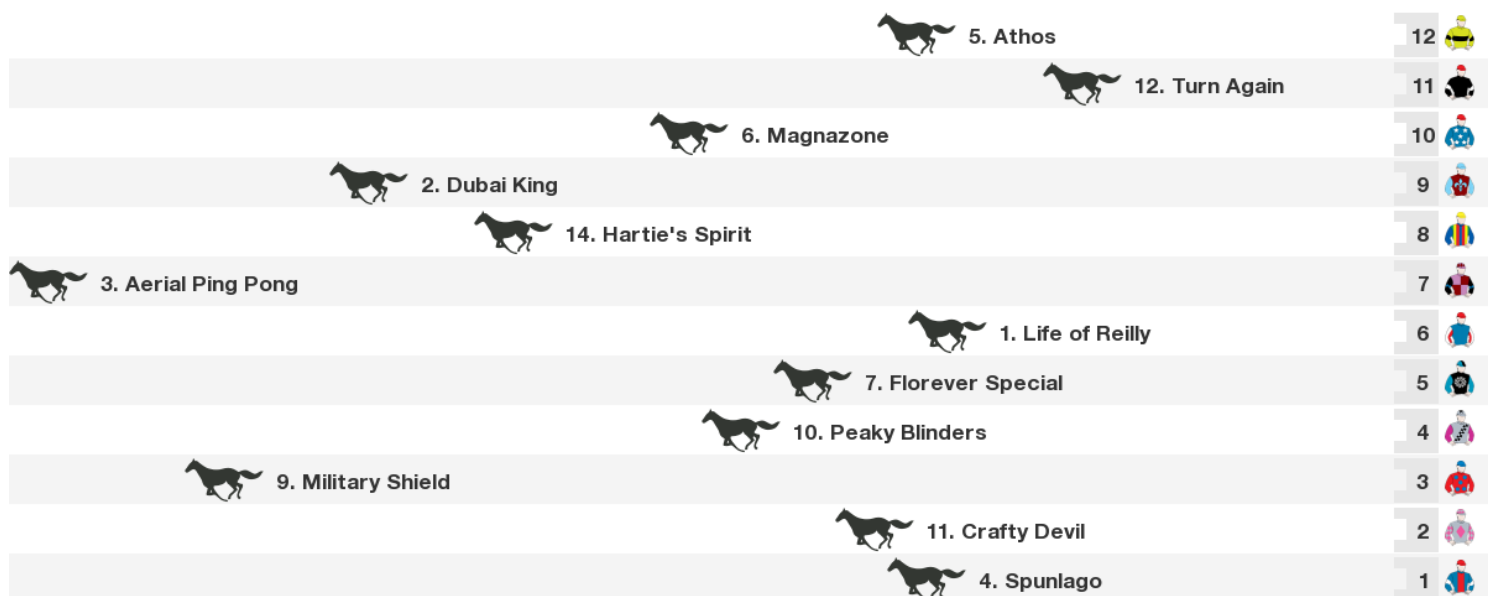 5. Athos 12
12. Turn Again 11
6. Magnazone 10
2. Dubai King 9
14. Hartie's Spirit 8
3. Aerial Ping Pong 7
1. Life of Reilly 6
7. Florever Special 5
10. Peaky Blinders 4
9. Military Shield 3
11. Crafty Devil 2
4. Spunlago 1